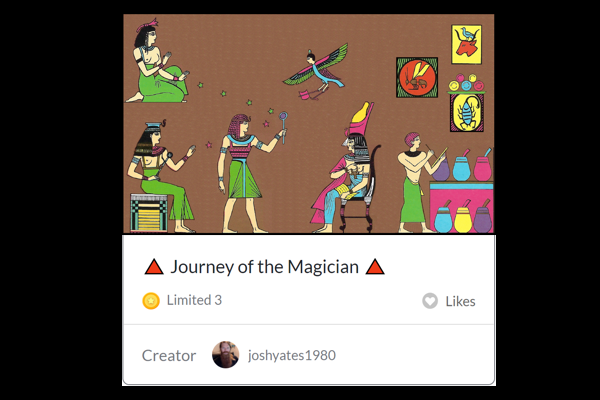 🔺 Journey of the Magician 🔺
Limited 3
Likes
Creator
joshyates1980